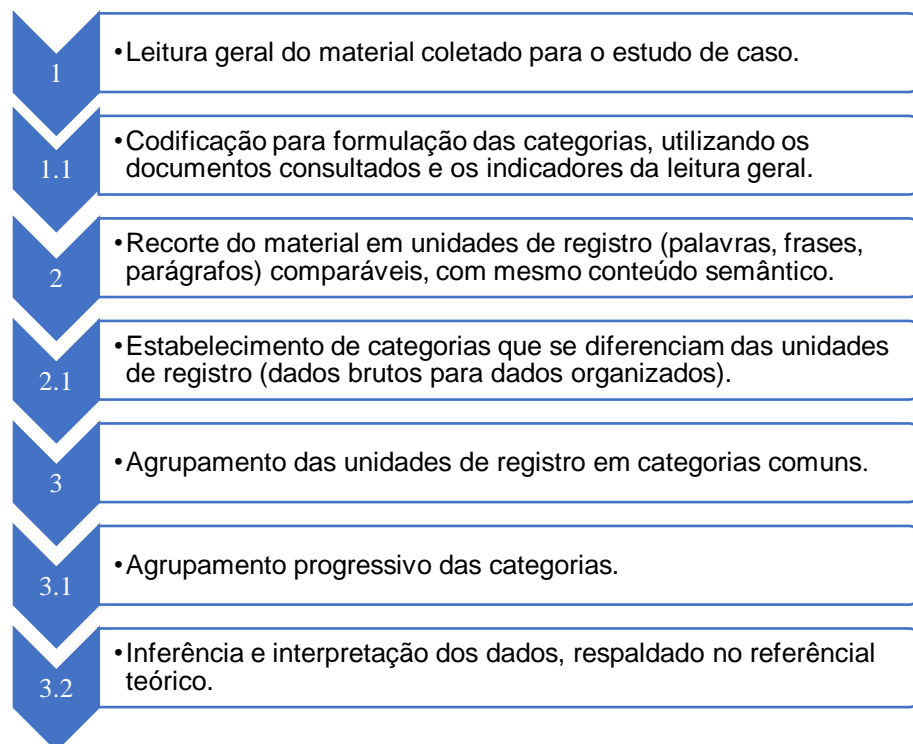 1
•Leitura geral do material coletado para o estudo de caso.
1.1
•Codificação para formulação das categorias, utilizando os
documentos consultados e os indicadores da leitura geral.
2
•Recorte do material em unidades de registro (palavras, frases,
parágrafos) comparáveis, com mesmo conteúdo semântico.
2.1
•Estabelecimento de categorias que se diferenciam das unidades
de registro (dados brutos para dados organizados).
3
•Agrupamento das unidades de registro em categorias comuns.
3.1
•Agrupamento progressivo das categorias.
3.2
•Inferência e interpretação dos dados, respaldado no referêncial
teórico.